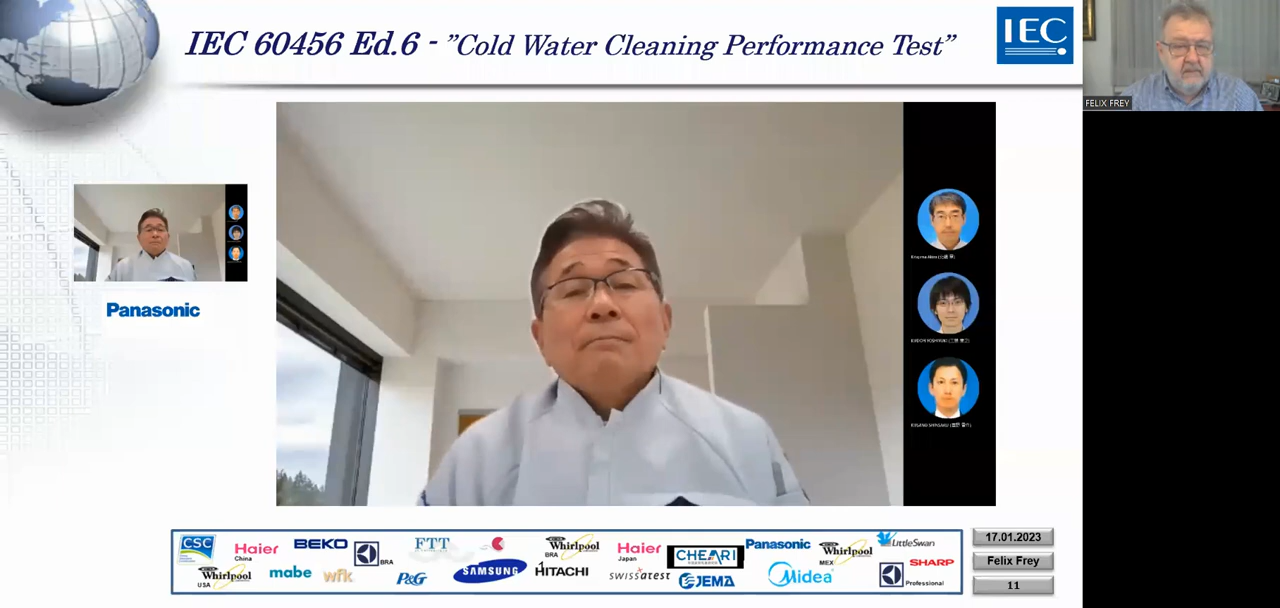 IEC 60456 Ed.6 - "Cold Water Cleaning Performance Test"
IEC
FELIX FREY
Panasonic
CSC
Haier
China
BEKO
BRA
FTT
Whirlpool
BRA
Haier
Japan
CHEARI
Panasonic
Whirlpool
MEX
LittleSwan
SHARP
Whirlpool
USA
mabe
wfk
P&G
SAMSUNG
HITACHI
SWISSATEST
JEMA
Midea
Professional
17.01.2023
Felix Frey
11